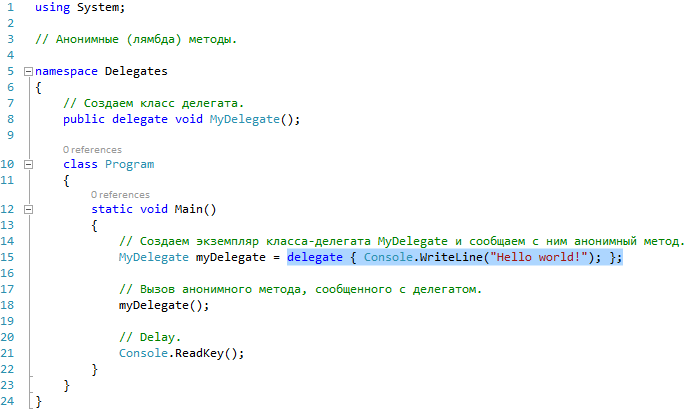 1 using System;
2
3 // Анонимные (лямбда) методы.
4
5 namespace Delegates
6 {
7 // Создаем класс делегата.
8 public delegate void MyDelegate();
9
0 references
10 class Program
11 {
0 references
12 static void Main()
13 {
14 // Создаем экземпляр класса-делегата MyDelegate и сообщаем с ним анонимный метод.
15 MyDelegate myDelegate = delegate { Console.WriteLine("Hello world!"); };
16
17 // Вызов анонимного метода, сообщенного с делегатом.
18 myDelegate();
19
20 // Delay.
21 Console.ReadKey();
22 }
23 }
24 }